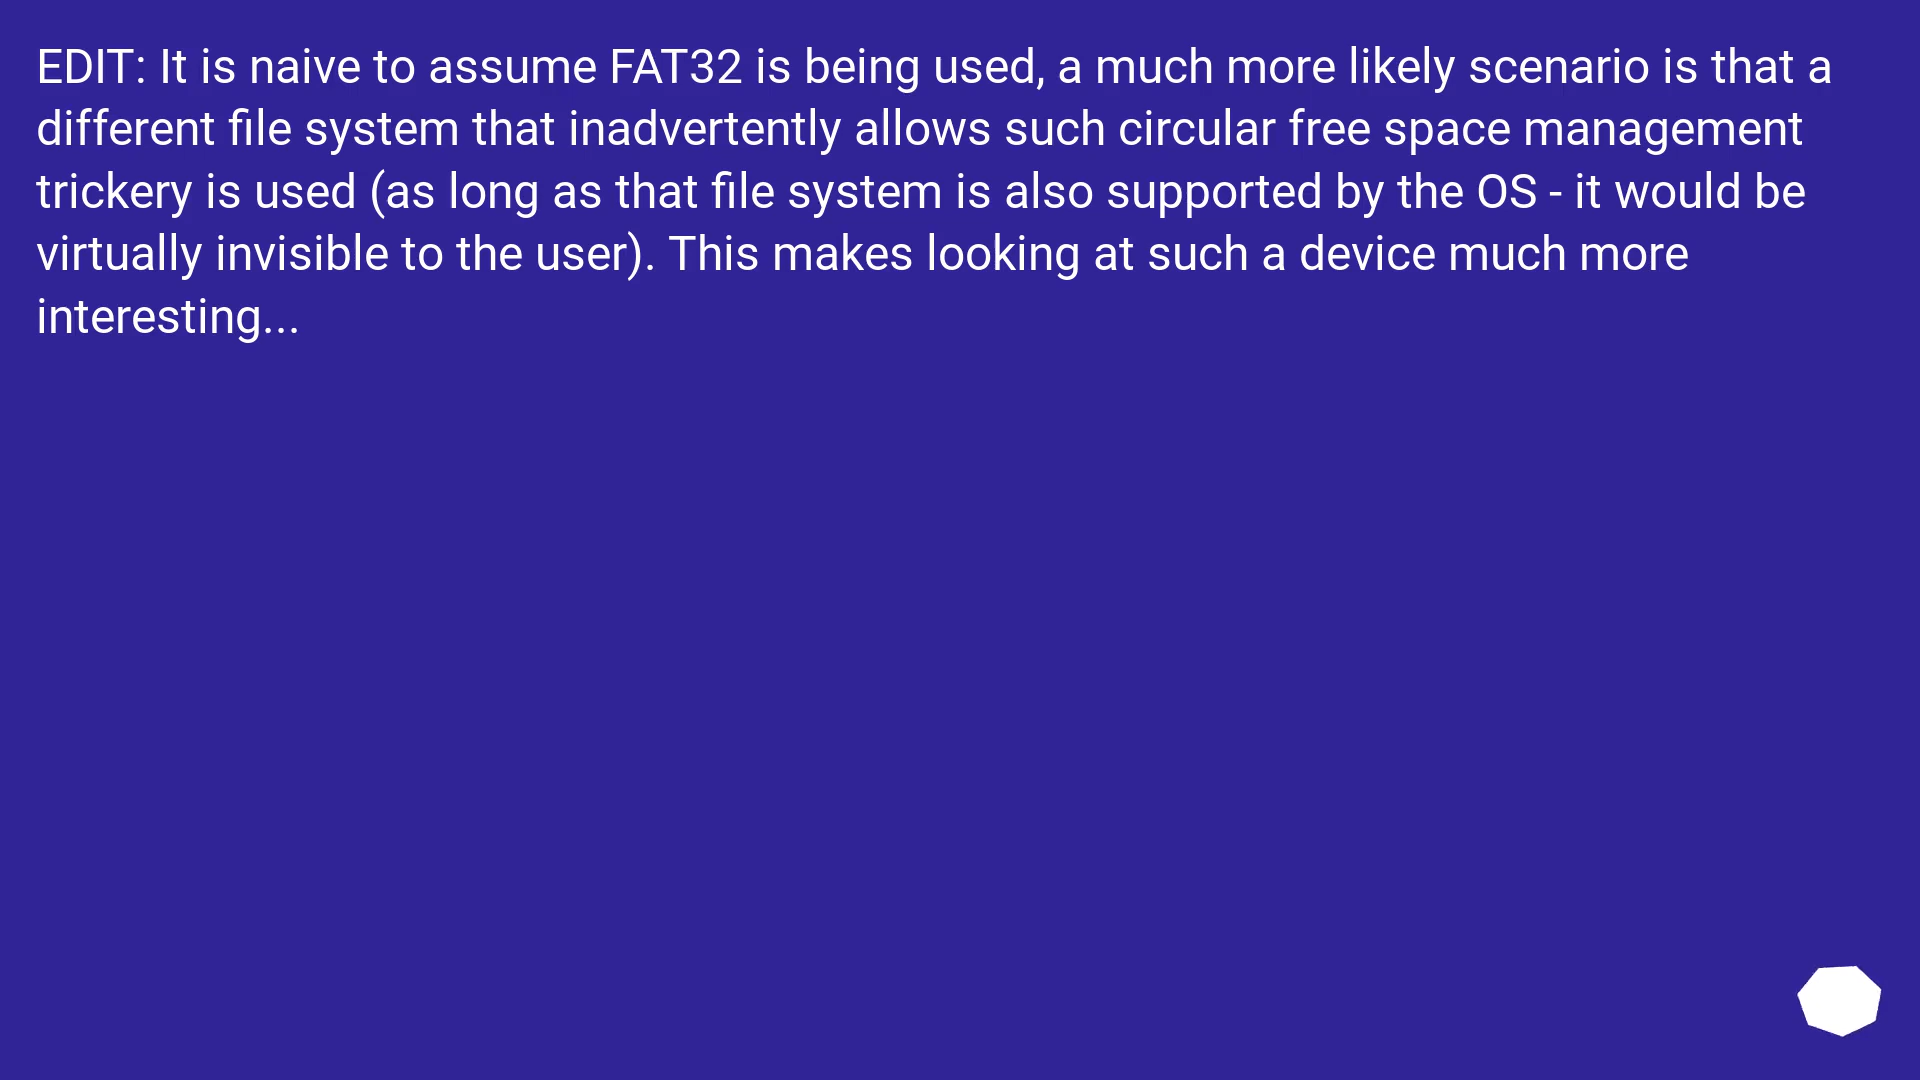 EDIT: It is naive to assume FAT32 is being used, a much more likely scenario is that a
different file system that inadvertently allows such circular free space management
trickery is used (as long as that file system is also supported by the OS - it would be
virtually invisible to the user). This makes looking at such a device much more
interesting...